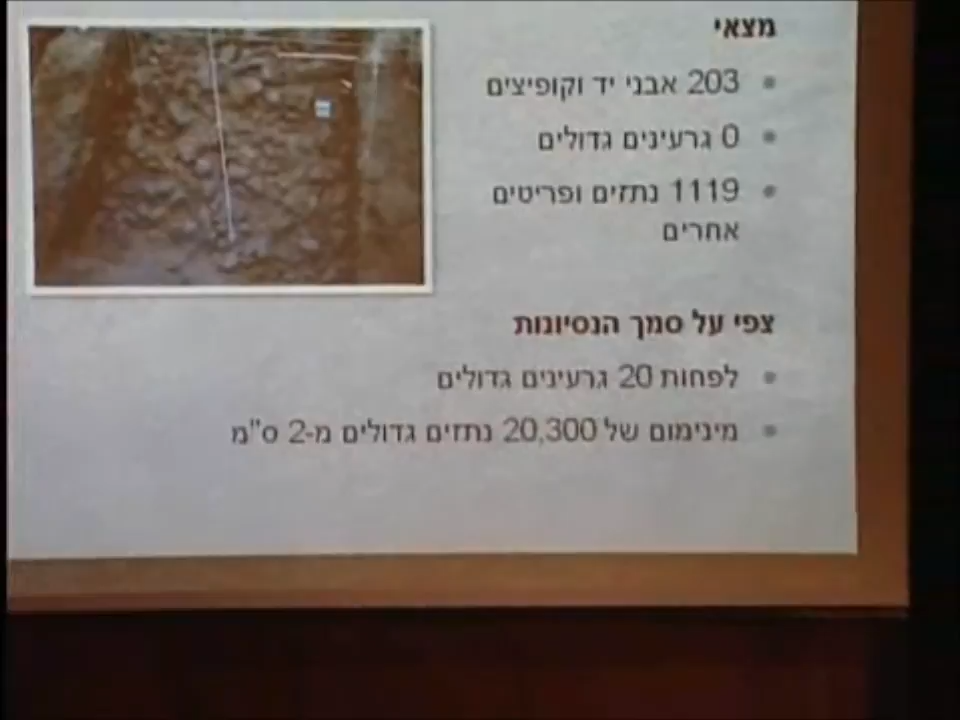 מצאי
203 אבני יד וקופיצים
0 גרעינים גדולים
1119 נתזים ופריטים
אחרים
צפי על סמך הנסיונות
לפחות 20 גרעינים גדולים
מינימום של 20,300 נתזים גדולים מ-2 ס"מ